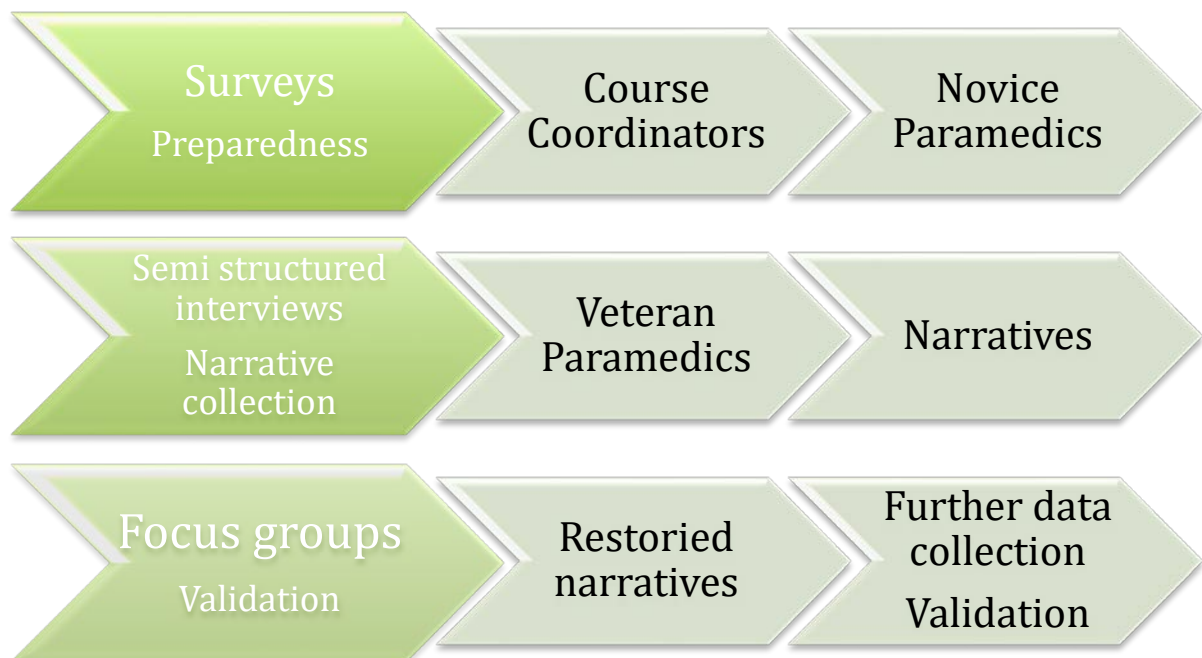 Surveys
Preparedness
Course
Coordinators
Novice
Paramedics
Semi structured
interviews
Narrative
collection
Veteran
Paramedics
Narratives
Focus groups
Validation
Restoried
narratives
Further data
collection
Validation